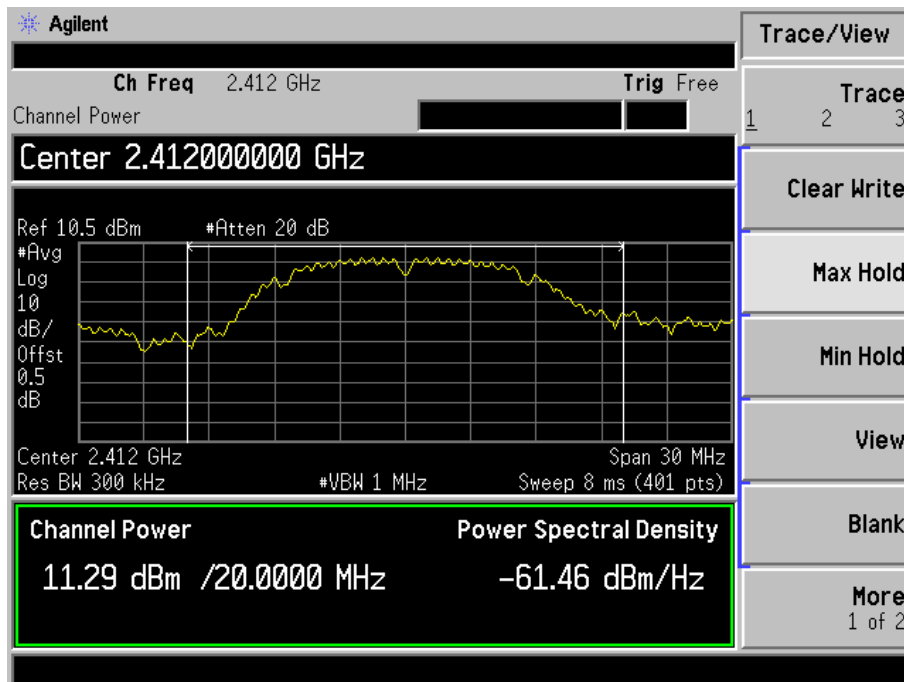 Agilent
Trace/View
Ch Freq 2.412 GHz Trig Free
Channel Power
Trace
1 2 3
Center 2.412000000 GHz
Clear Write
Ref 10.5 dBm #Atten 20 dB
#Avg
Log
10
dB/
Offst
0.5
dB
Max Hold
Min Hold
Center 2.412 GHz Span 30 MHz
Res BW 300 kHz #VBW 1 MHz Sweep 8 ms (401 pts)
View
Channel Power Power Spectral Density
11.29 dBm /20.0000 MHz -61.46 dBm/Hz
Blank
More
1 of 2